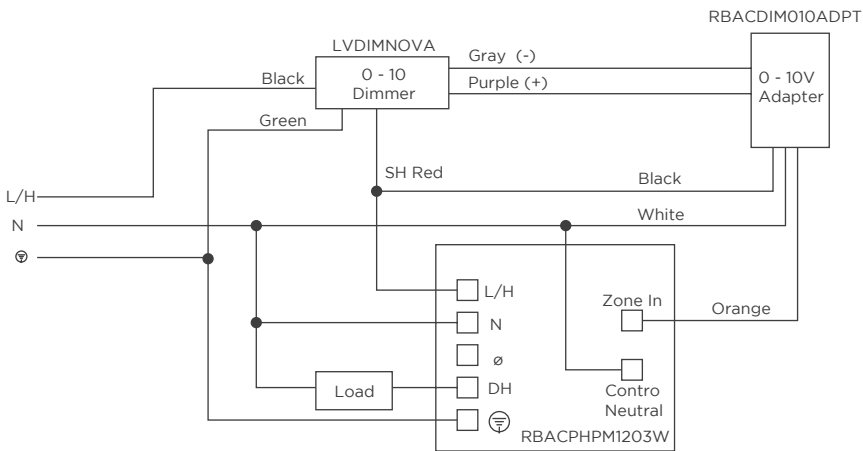 RBACDIM010ADPT
LVDIMNOVA
Gray (-)
0 - 10
Dimmer
Black
Purple (+)
0 - 10V
Adapter
Green
SH Red
Black
L/H
White
N
L/H
Zone In
Orange
N
ø
Load
DH
Contro
Neutral
RBACPHPM1203W